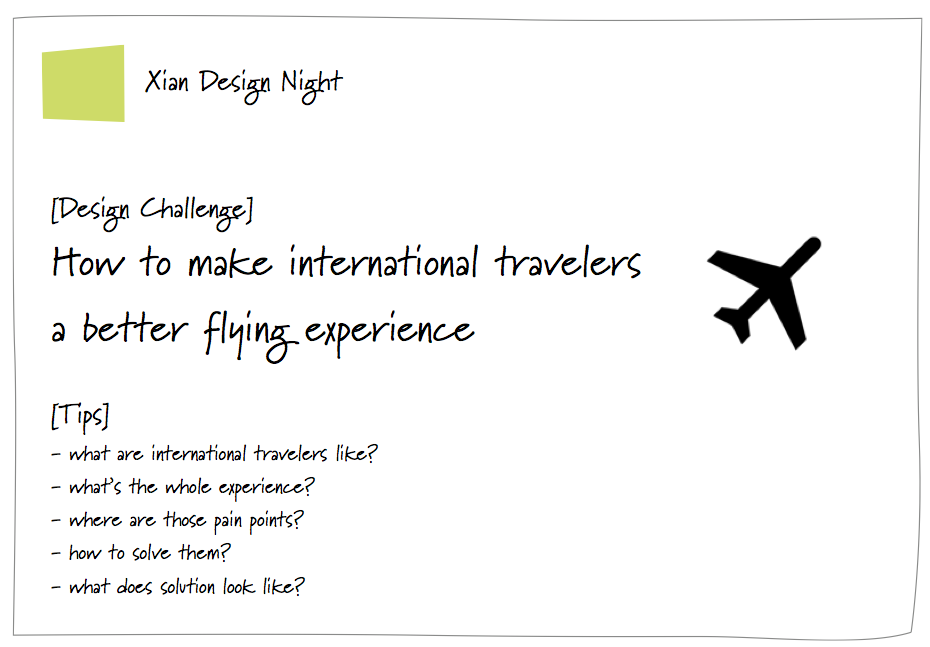 Xian Design Night
[Design Challenge]
How to make international travelers
a better flying experience
[Tips]
- what are international travelers like?
- what's the whole experience?
- where are those pain points?
- how to solve them?
- what does solution look like?